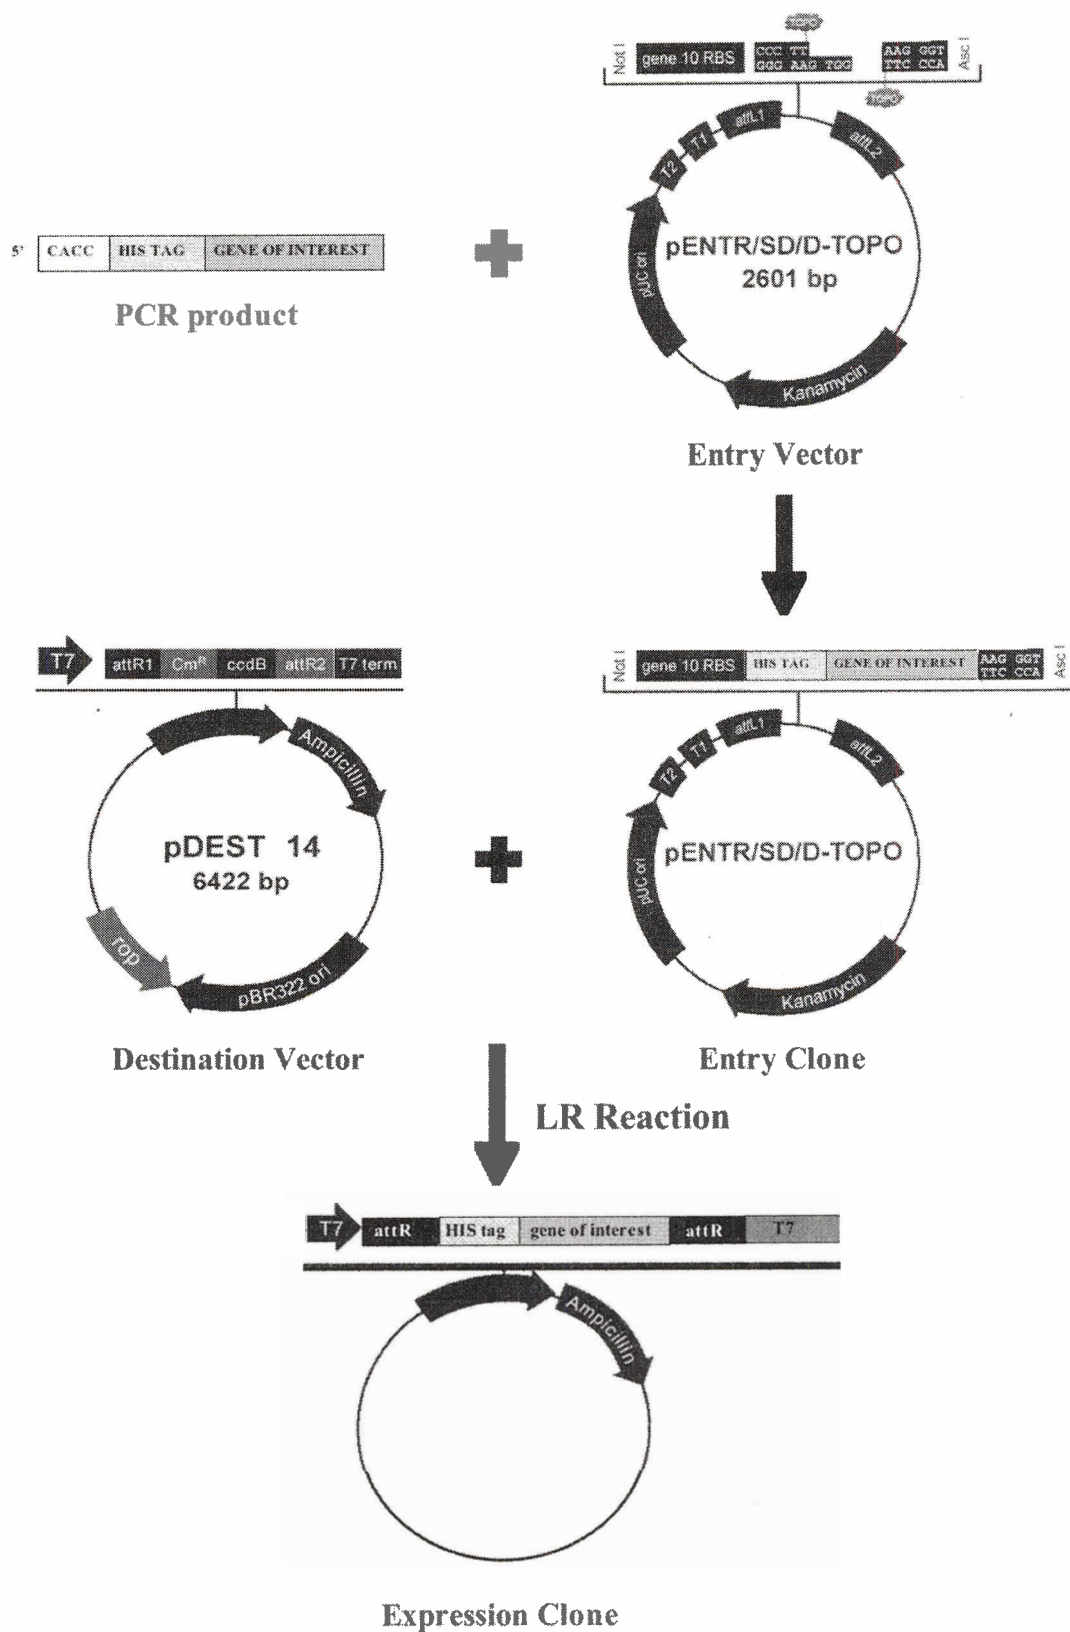 TOPO
Not I
gene 10 RBS
CCC TT
GGG AAG TGG
AAG GGT
TTC CCA
Asc I
TOPO
attL1
attL2
T1
T2
pUC ori
pENTR/SD/D-TOPO
2601 bp
Kanamycin
Entry Vector
5' CACC HIS TAG GENE OF INTEREST
PCR product
T7 attR1 CmR ccdB attR2 T7 term
Ampicillin
pDEST 14
6422 bp
rop
pBR322 ori
Destination Vector
Not I
gene 10 RBS HIS TAG GENE OF INTEREST
AAG GGT
TTC CCA
Asc I
attL1
attL2
T1
T2
pUC ori
pENTR/SD/D-TOPO
Kanamycin
Entry Clone
LR Reaction
T7 attR HIS tag gene of interest attR T7
Ampicillin
Expression Clone